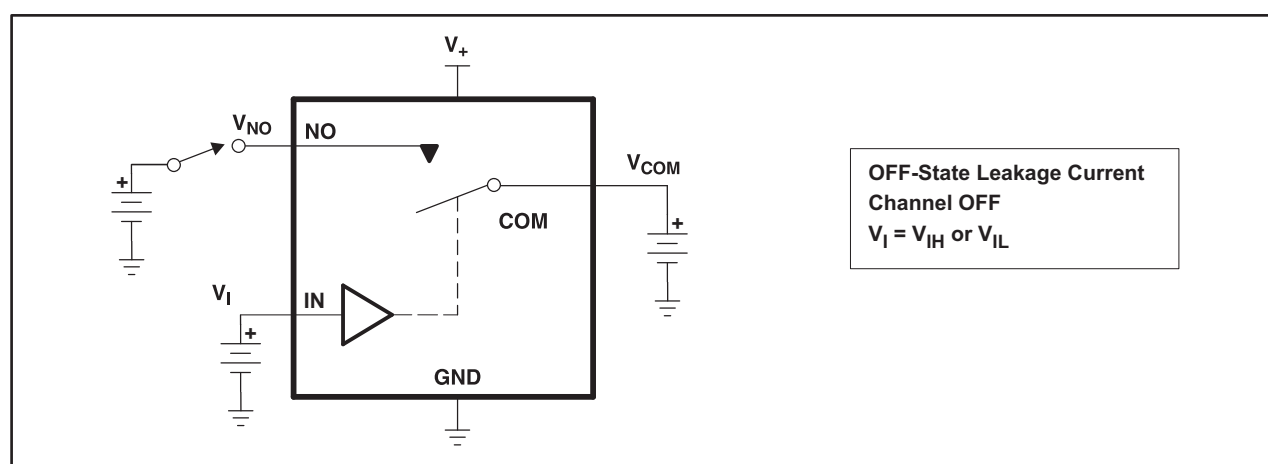 V+
VNO
NO
+
VCOM
COM
+
VI
IN
+
GND
OFF-State Leakage Current
Channel OFF
VI = VIH or VIL